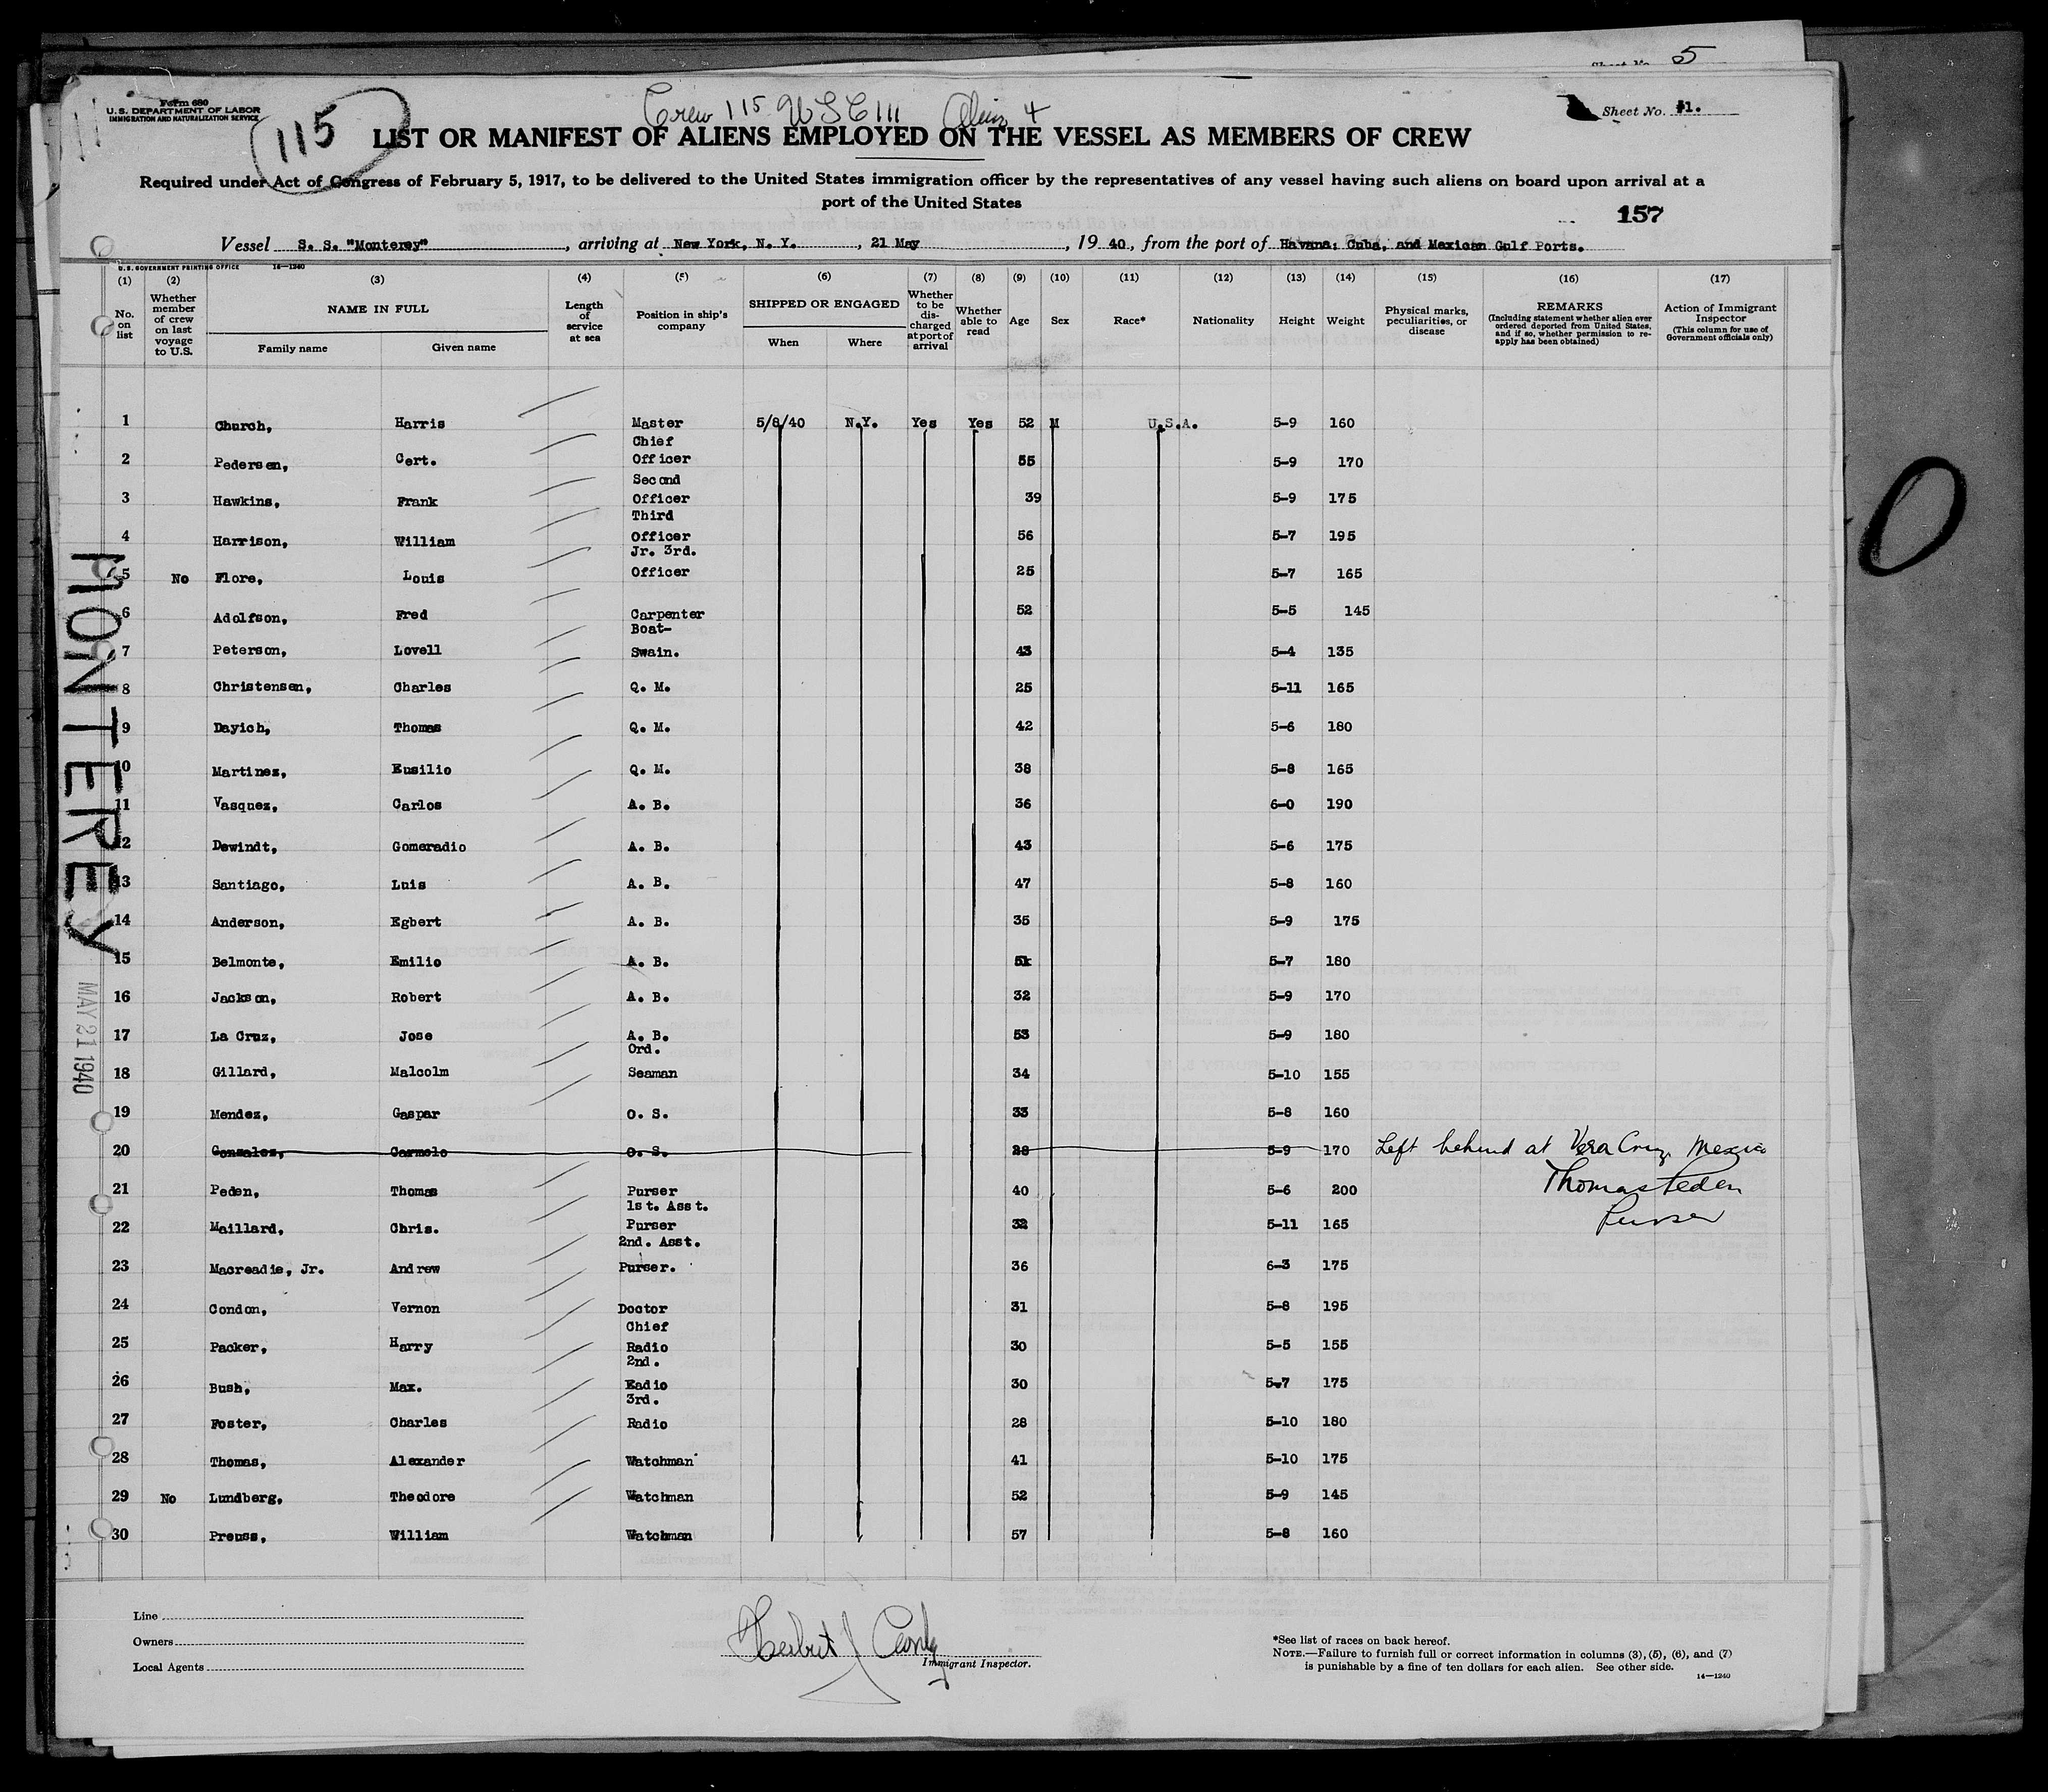 5
Form 680
U.S. DEPARTMENT OF LABOR
IMMIGRATION AND NATURALIZATION SERVICE
115
Crew 115 USC 111 Aliens 4
Sheet No. #1.
LIST OR MANIFEST OF ALIENS EMPLOYED ON THE VESSEL AS MEMBERS OF CREW
Required under Act of Congress of February 5, 1917, to be delivered to the United States immigration officer by the representatives of any vessel having such aliens on board upon arrival at a
port of the United States
157
Vessel S. S. "Monterey", arriving at New York, N. Y., 21 May, 1940, from the port of Havana, Cuba, and Mexican Gulf Ports.
U.S. GOVERNMENT PRINTING OFFICE 14—1240
(1) (2) (3) (4) (5) (6) (7) (8) (9) (10) (11) (12) (13) (14) (15) (16) (17)
No. on list
Whether member of crew on last voyage to U.S.
NAME IN FULL
Family name Given name
Length of service at sea
Position in ship's company
SHIPPED OR ENGAGED
When Where
Whether to be discharged at port of arrival
Whether able to read
Age Sex Race* Nationality Height Weight
Physical marks, peculiarities, or disease
REMARKS
(Including statement whether alien ever ordered deported from United States, and if so, whether permission to reapply has been obtained)
Action of Immigrant Inspector
(This column for use of Government officials only)
1 Church, Harris Master 5/8/40 N.Y. Yes Yes 52 M U.S.A. 5-9 160
2 Pedersen, Gert. Chief Officer 55 5-9 170
3 Hawkins, Frank Second Officer 39 5-9 175
4 Harrison, William Third Officer 56 5-7 195
5 No Flore, Louis Jr. 3rd. Officer 25 5-7 165
6 Adolfson, Fred Carpenter 52 5-5 145
7 Peterson, Lovell Boat-Swain. 43 5-4 135
8 Christensen, Charles Q. M. 25 5-11 165
9 Dayich, Thomas Q. M. 42 5-6 180
10 Martinez, Eusilio Q. M. 38 5-8 165
11 Vasquez, Carlos A. B. 36 6-0 190
12 Dewindt, Gomeradio A. B. 43 5-6 175
13 Santiago, Luis A. B. 47 5-8 160
14 Anderson, Egbert A. B. 35 5-9 175
15 Belmonte, Emilio A. B. 51 5-7 180
16 Jackson, Robert A. B. 32 5-9 170
17 La Cruz, Jose A. B. 53 5-9 180
18 Gillard, Malcolm Ord. Seaman 34 5-10 155
19 Mendez, Gaspar O. S. 33 5-8 160
20 Gonzales, Carmelo O. S. 28 5-9 170 Left behind at Vera Cruz, Mexico
21 Peden, Thomas Purser 40 5-6 200 Thomas Peden
22 Maillard, Chris. 1st. Asst. Purser 32 5-11 165 Purser
23 Macreadie, Jr. Andrew 2nd. Asst. Purser. 36 6-3 175
24 Condon, Vernon Doctor 31 5-8 195
25 Packer, Harry Chief Radio 30 5-5 155
26 Bush, Max. 2nd. Eadio 30 5-7 175
27 Foster, Charles 3rd. Radio 28 5-10 180
28 Thomas, Alexander Watchman 41 5-10 175
29 No Lundberg, Theodore Watchman 52 5-9 145
30 Preuss, William Watchman 57 5-8 160
MONTEREY
MAY 21 1940
Line
Owners
Local Agents
Herbert J
Immigrant Inspector.
*See list of races on back hereof.
NOTE.—Failure to furnish full or correct information in columns (3), (5), (6), and (7)
is punishable by a fine of ten dollars for each alien. See other side.
14—1240